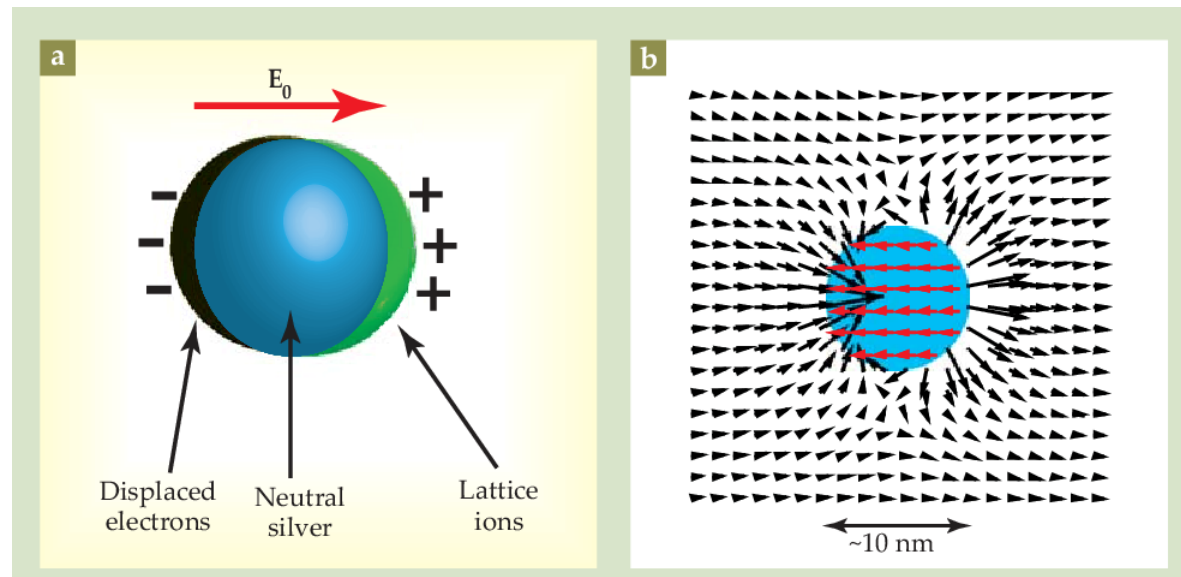 a
E₀
− +
− +
− +
Displaced
electrons
Neutral
silver
Lattice
ions
b
~10 nm